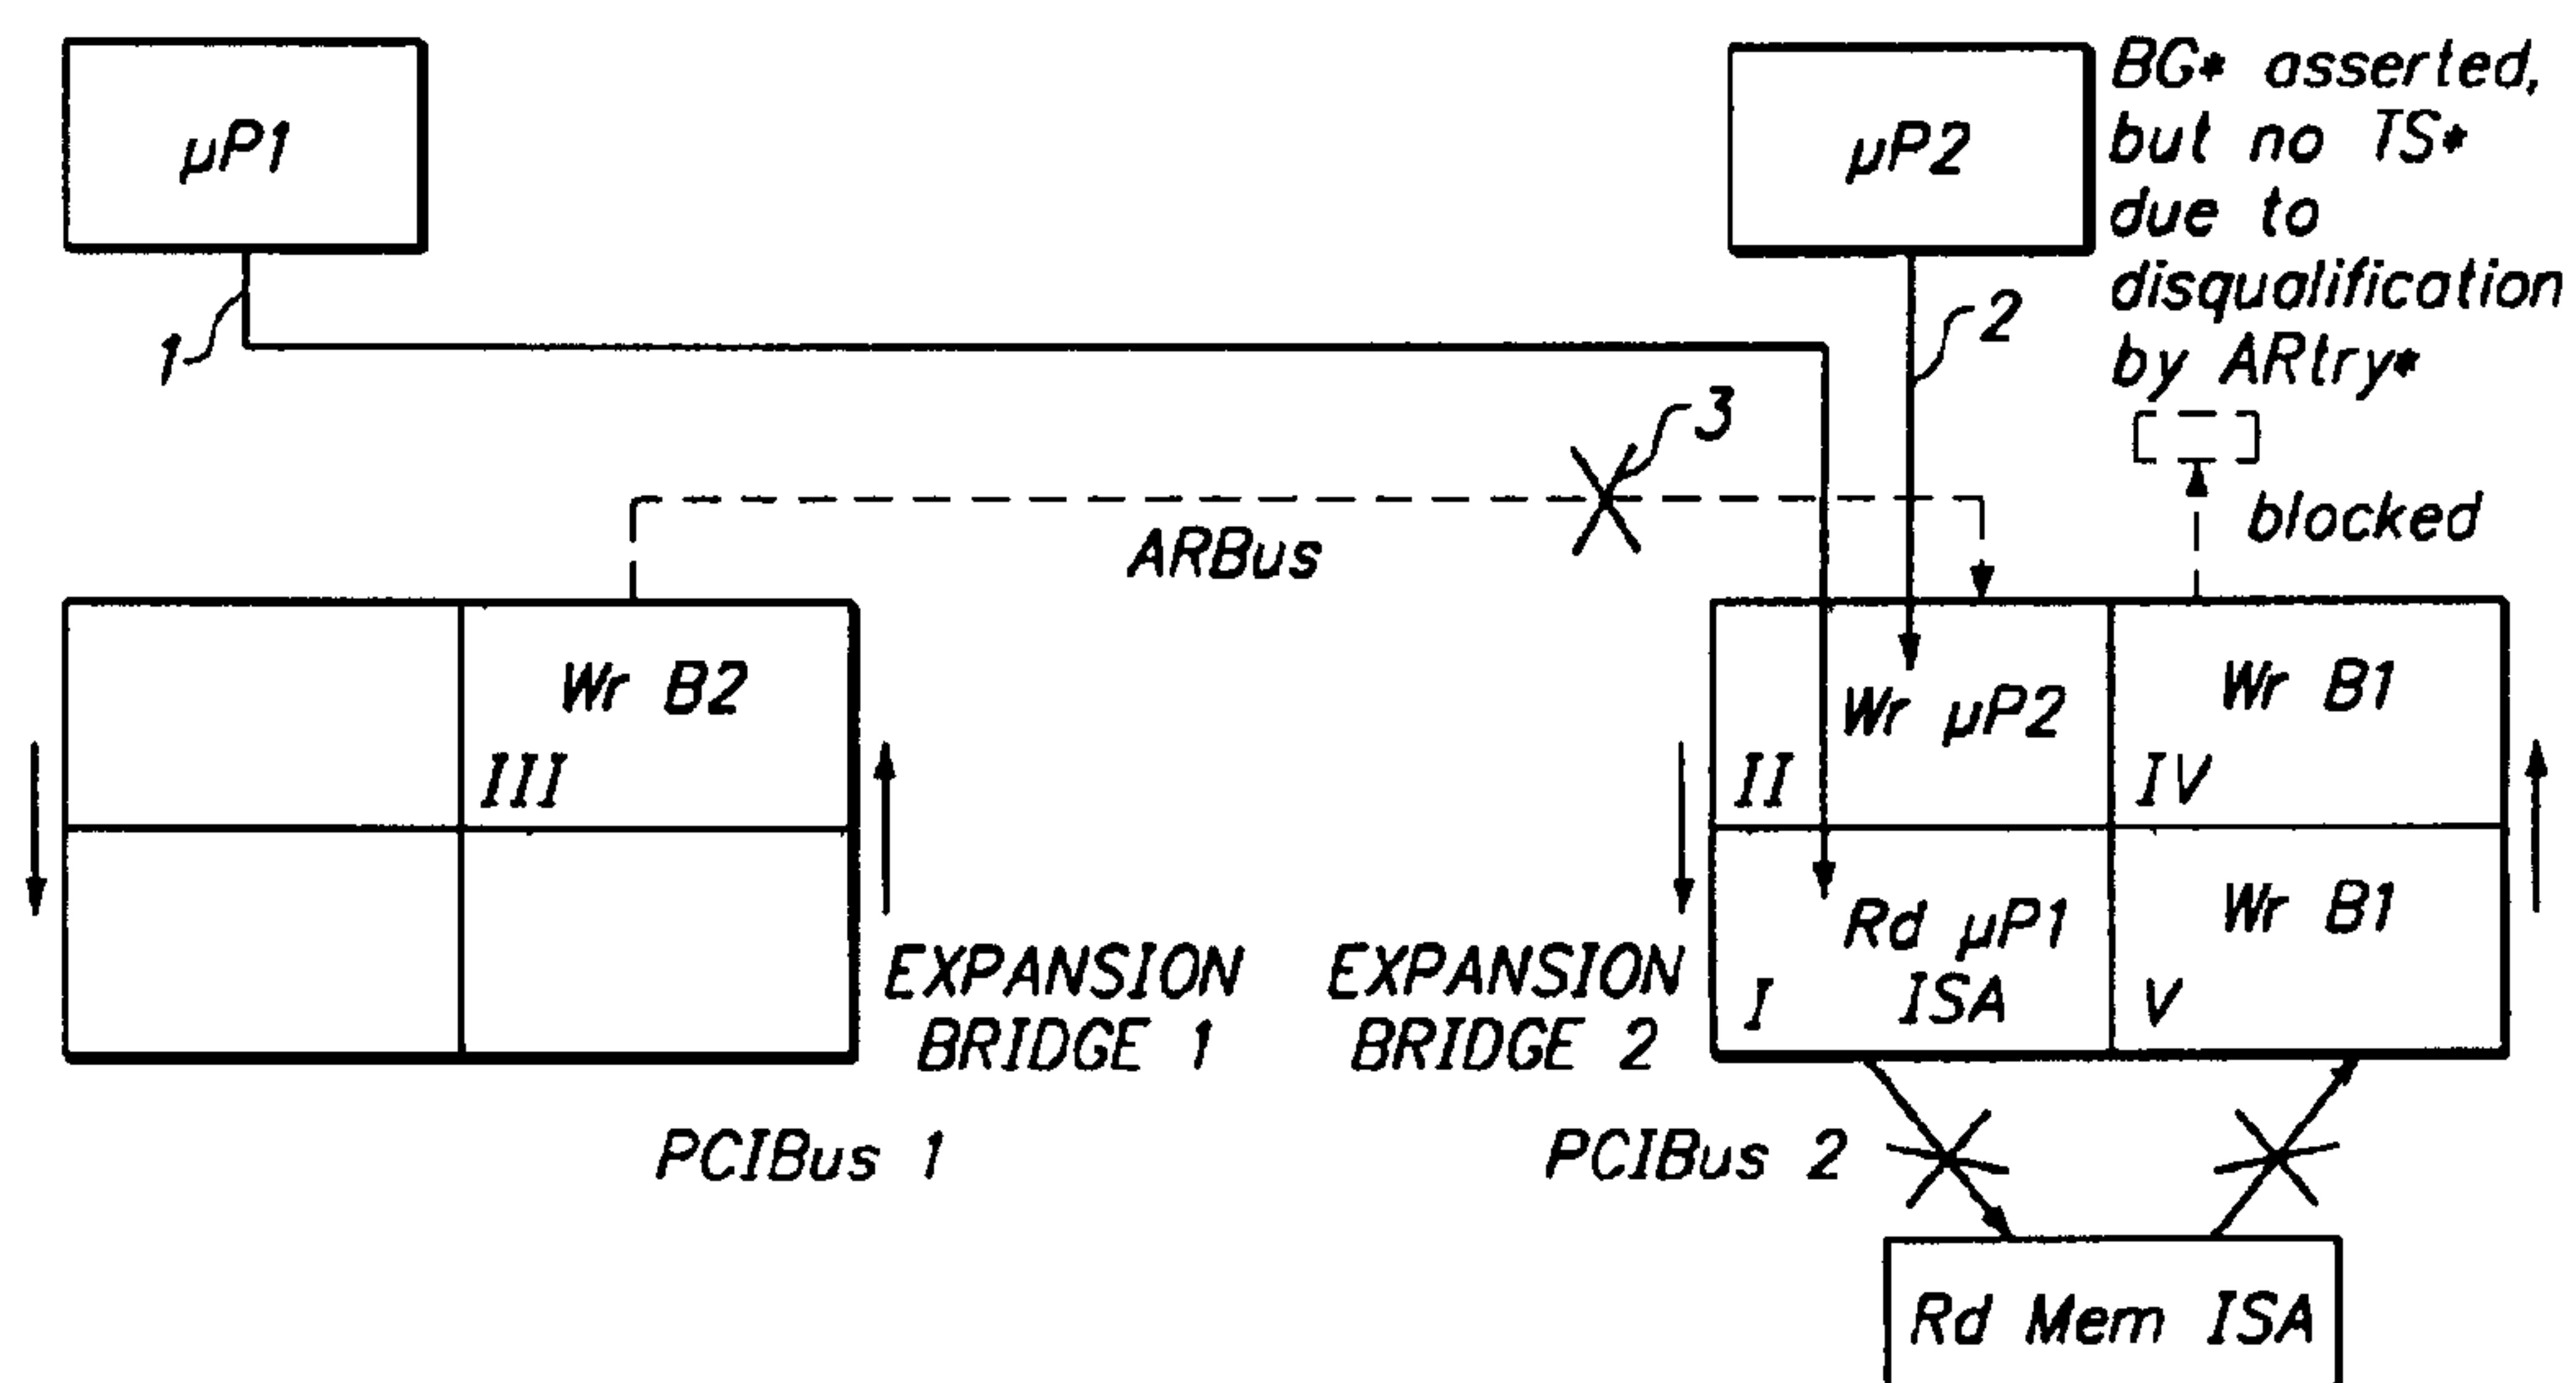 μP1
μP2
BG* asserted,
but no TS*
due to
disqualification
by ARtry*
1
2
3
ARBus
blocked
Wr B2
III
Wr μP2
II
Wr B1
IV
Rd μP1
ISA
I
Wr B1
V
EXPANSION
BRIDGE 1
EXPANSION
BRIDGE 2
PCIBus 1
PCIBus 2
Rd Mem ISA